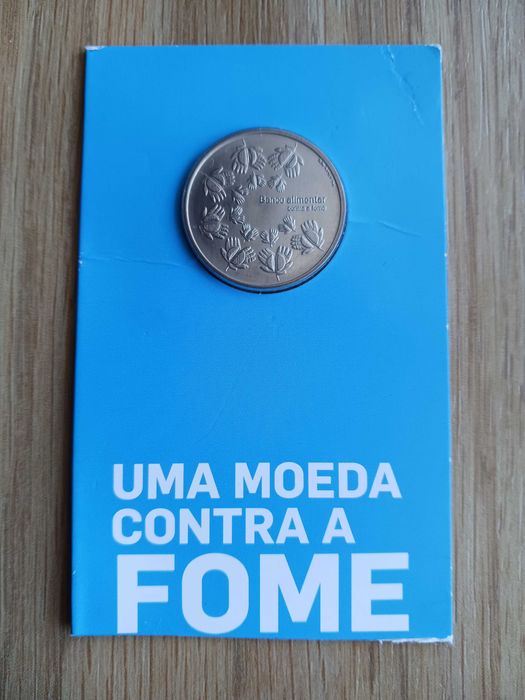 Banco alimentar
contra a fome
UMA MOEDA
CONTRA A
FOME